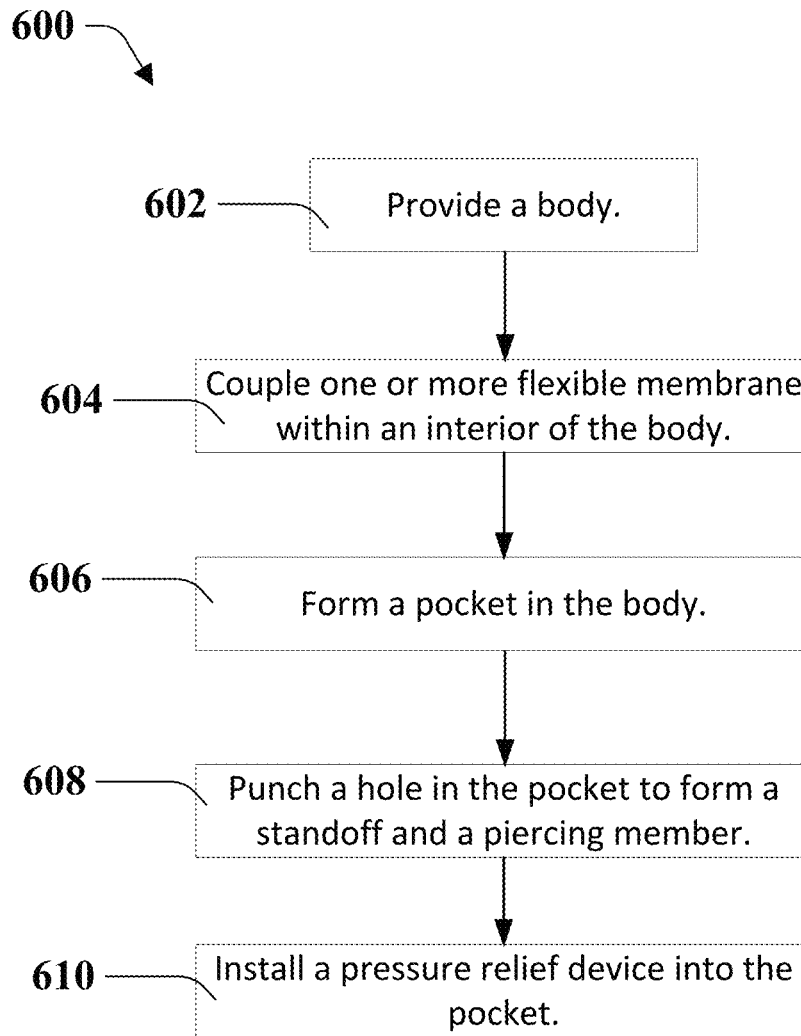 600
602
Provide a body.
604
Couple one or more flexible membrane
within an interior of the body.
606
Form a pocket in the body.
608
Punch a hole in the pocket to form a
standoff and a piercing member.
610
Install a pressure relief device into the
pocket.